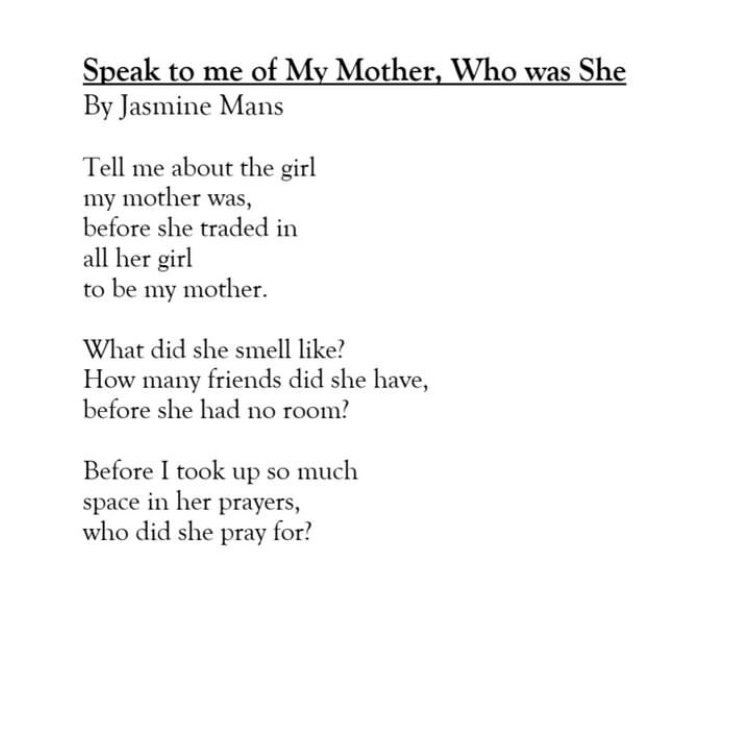 Speak to me of My Mother, Who was She
By Jasmine Mans
Tell me about the girl
my mother was,
before she traded in
all her girl
to be my mother.
What did she smell like?
How many friends did she have,
before she had no room?
Before I took up so much
space in her prayers,
who did she pray for?